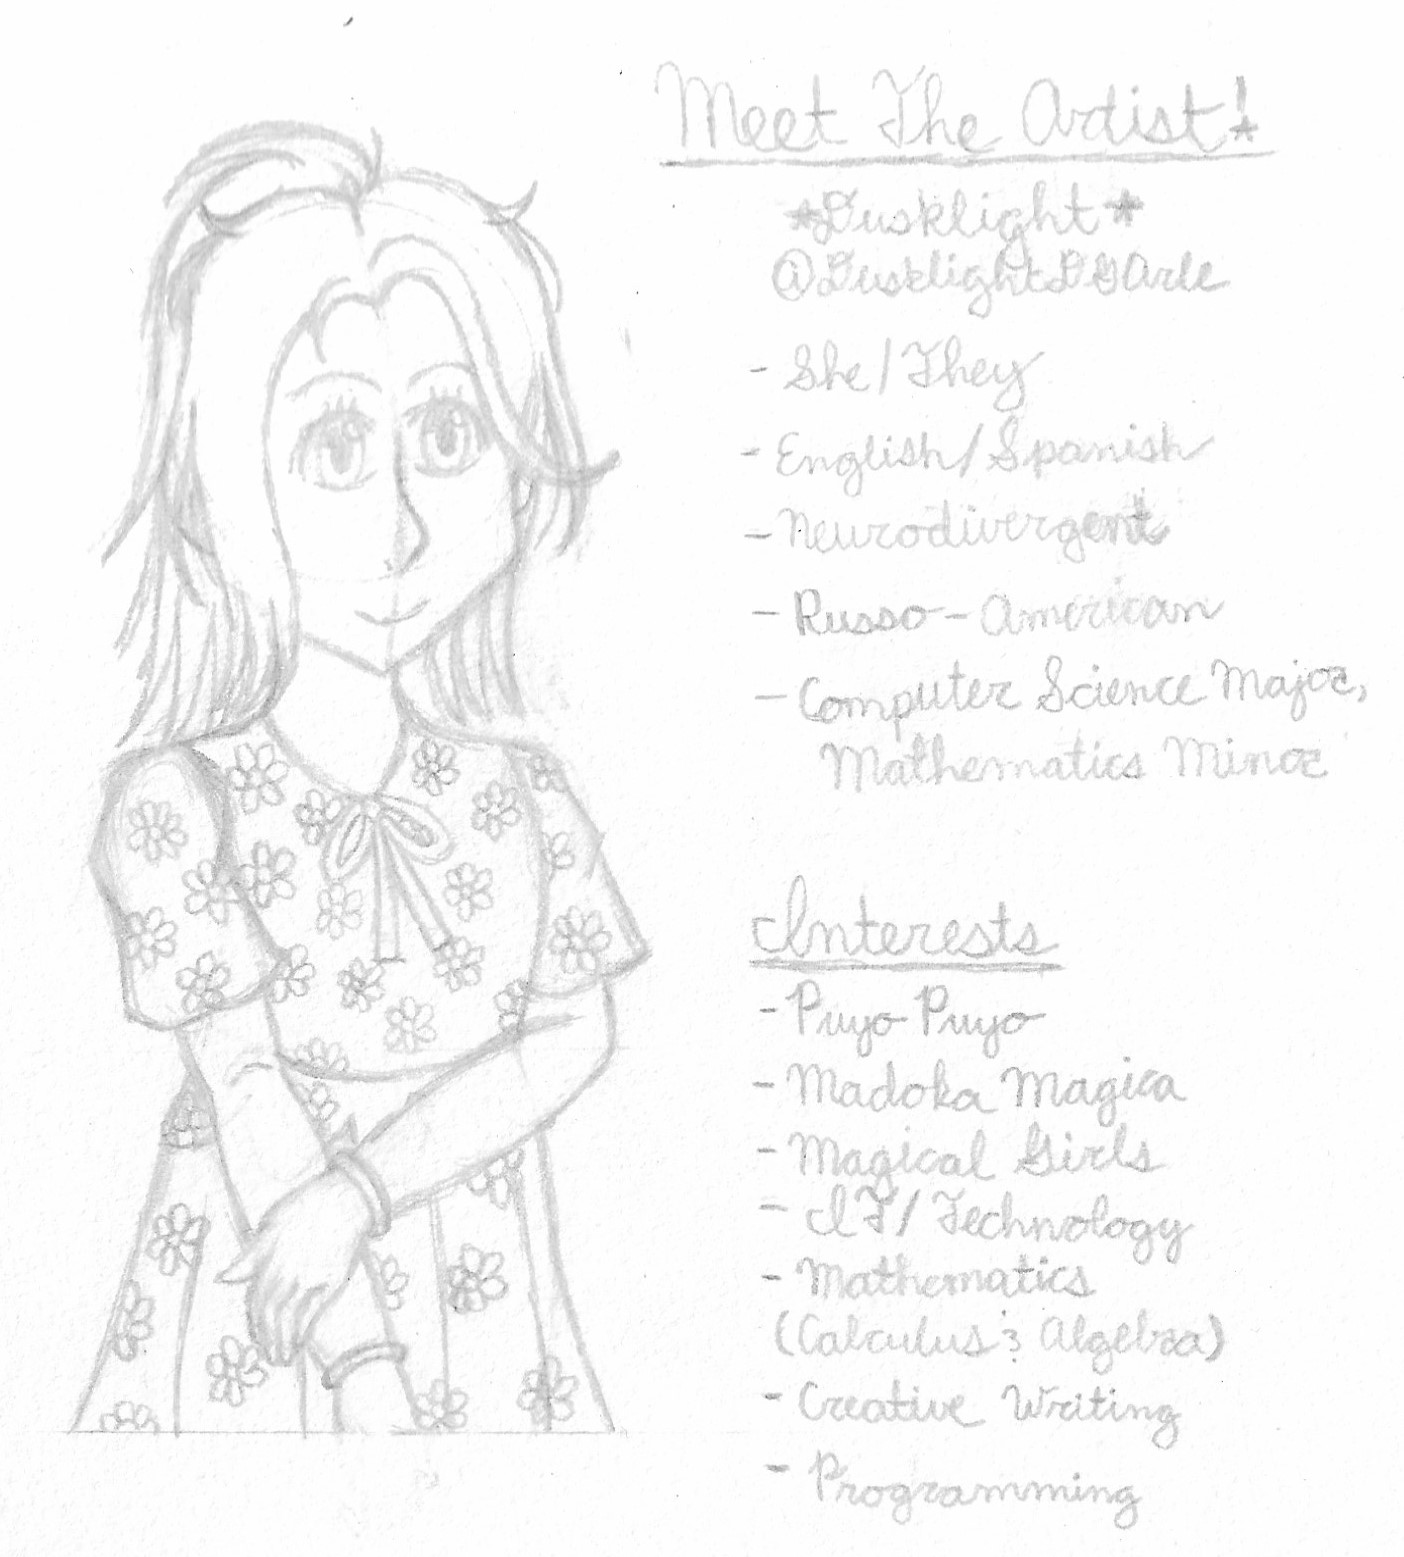 Meet The Artist!
*Dusklight*
@DusklightDGArle
- She/They
- English/Spanish
- Neurodivergent
- Russo-American
- Computer Science Major,
Mathematics Minor
Interests
- Puyo Puyo
- Madoka Magica
- Magical Girls
- IT/Technology
- Mathematics
(Calculus & Algebra)
- Creative Writing
- Programming